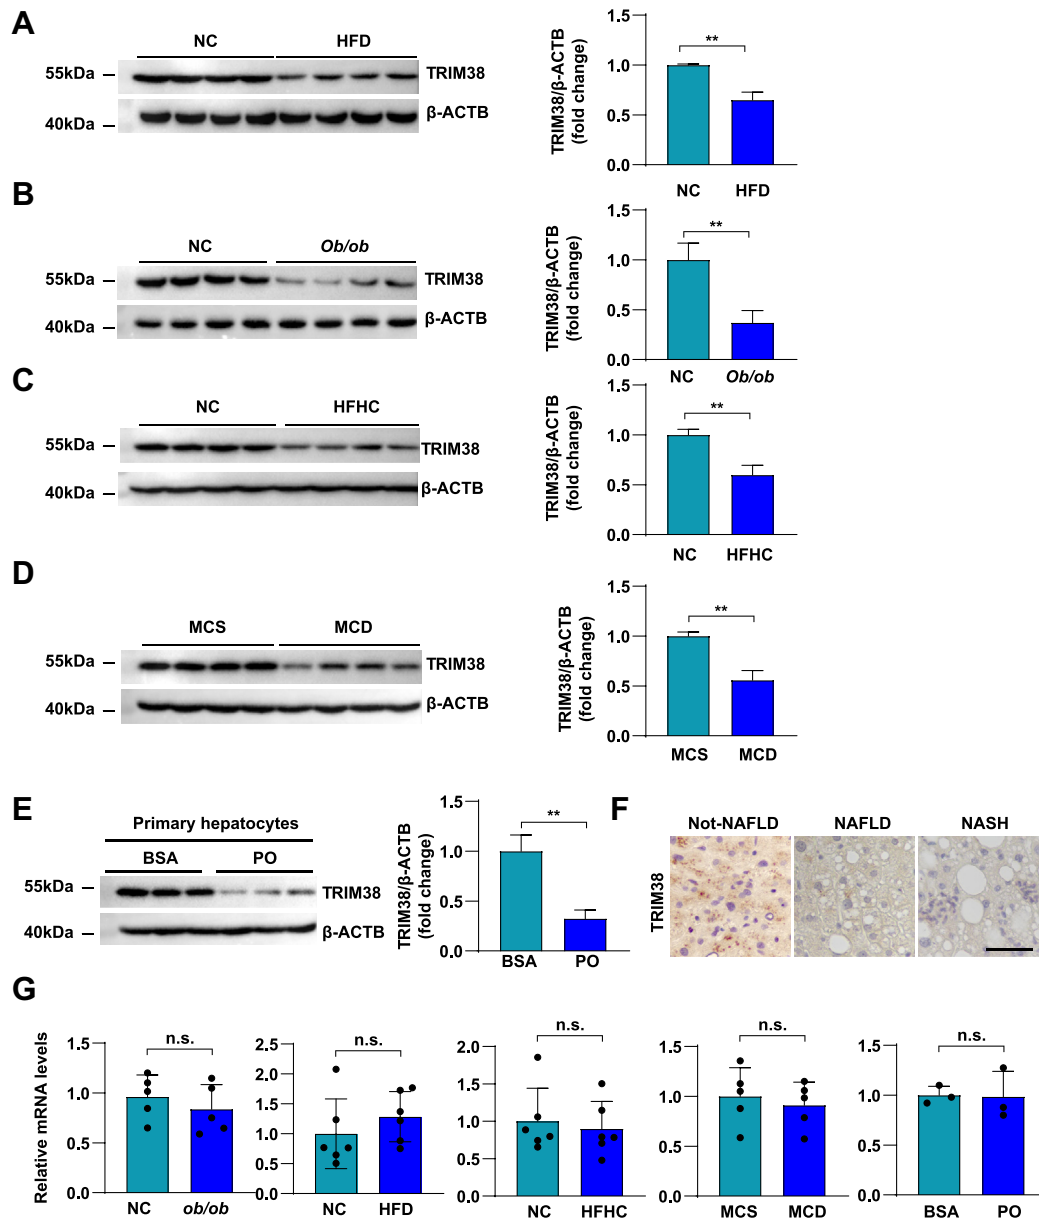 A
NC HFD
55kDa TRIM38
40kDa β-ACTB
TRIM38/β-ACTB
(fold change)
1.5
1.0
0.5
0.0
**
NC HFD
B
NC Ob/ob
55kDa TRIM38
40kDa β-ACTB
TRIM38/β-ACTB
(fold change)
1.5
1.0
0.5
0.0
**
NC Ob/ob
C
NC HFHC
55kDa TRIM38
40kDa β-ACTB
TRIM38/β-ACTB
(fold change)
1.5
1.0
0.5
0.0
**
NC HFHC
D
MCS MCD
55kDa TRIM38
40kDa β-ACTB
TRIM38/β-ACTB
(fold change)
1.5
1.0
0.5
0.0
**
MCS MCD
E
Primary hepatocytes
BSA PO
55kDa TRIM38
40kDa β-ACTB
TRIM38/β-ACTB
(fold change)
1.5
1.0
0.5
0.0
**
BSA PO
F
Not-NAFLD NAFLD NASH
TRIM38
G
Relative mRNA levels
1.5
1.0
0.5
0.0
n.s.
NC ob/ob
2.5
2.0
1.5
1.0
0.5
0.0
n.s.
NC HFD
2.0
1.5
1.0
0.5
0.0
n.s.
NC HFHC
1.5
1.0
0.5
0.0
n.s.
MCS MCD
1.5
1.0
0.5
0.0
n.s.
BSA PO